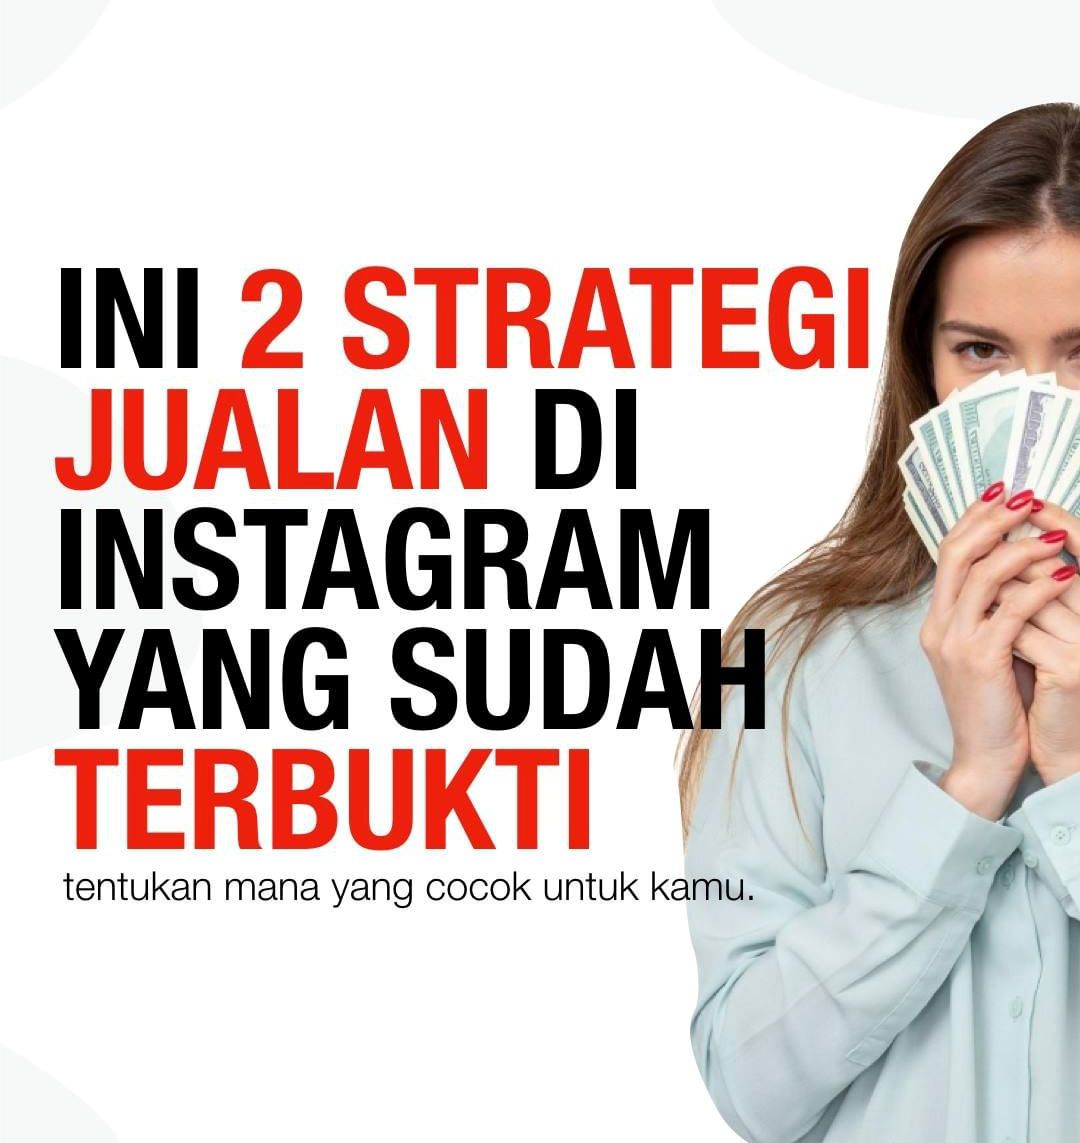 INI 2 STRATEGI
JUALAN DI
INSTAGRAM
YANG SUDAH
TERBUKTI
tentukan mana yang cocok untuk kamu.